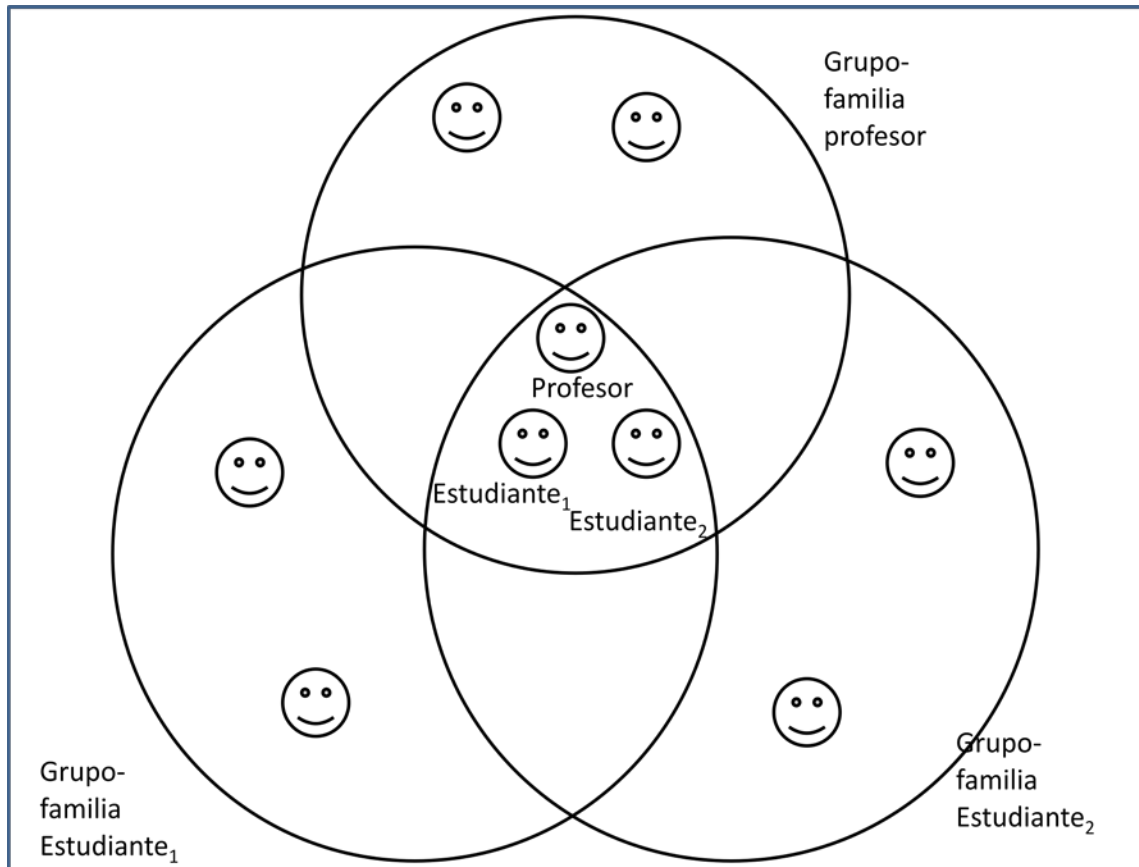 Grupo-
familia
profesor
Profesor
Estudiante₁
Estudiante₂
Grupo-
familia
Estudiante₁
Grupo-
familia
Estudiante₂